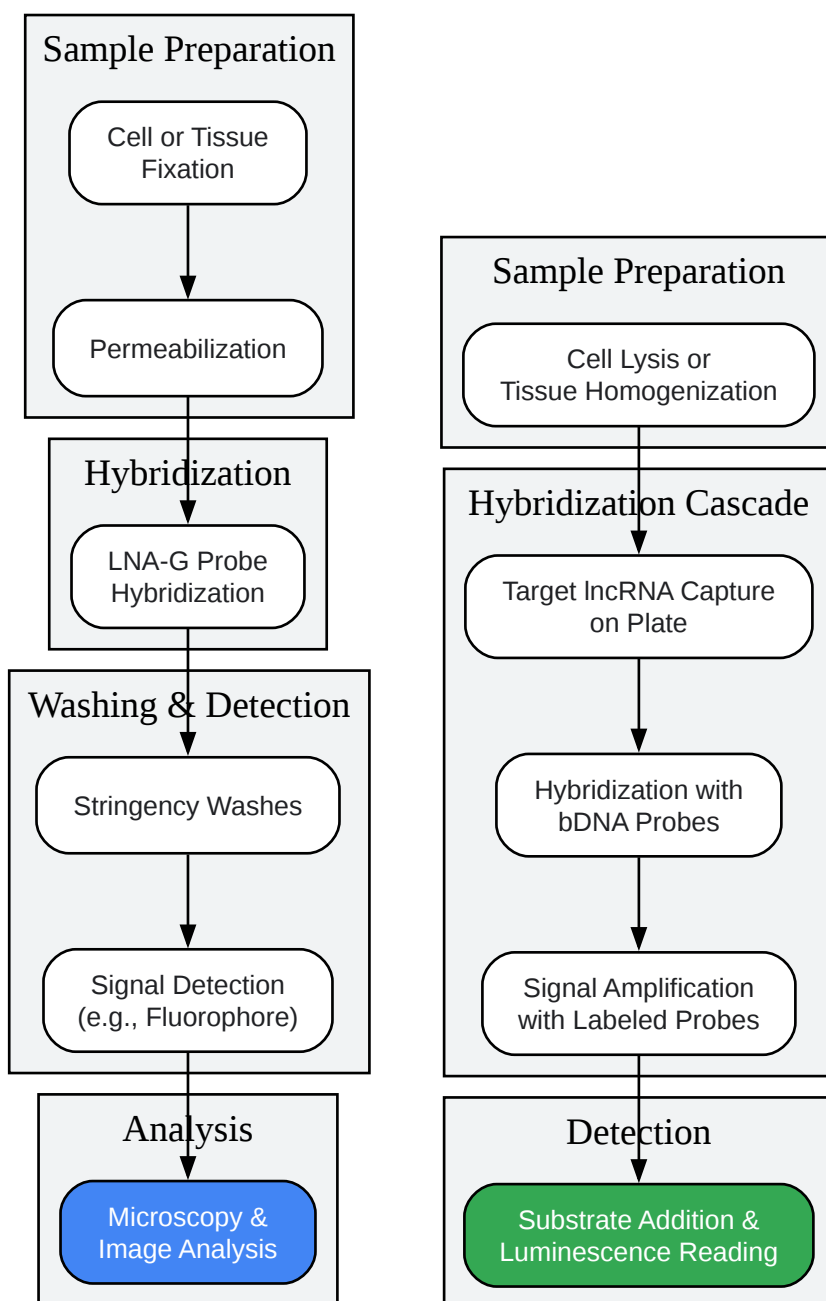 Sample Preparation
Cell or Tissue
Fixation
Permeabilization
Hybridization
LNA-G Probe
Hybridization
Washing & Detection
Stringency Washes
Signal Detection
(e.g., Fluorophore)
Analysis
Microscopy &
Image Analysis
Sample Preparation
Cell Lysis or
Tissue Homogenization
Hybridization Cascade
Target lncRNA Capture
on Plate
Hybridization with
bDNA Probes
Signal Amplification
with Labeled Probes
Detection
Substrate Addition &
Luminescence Reading